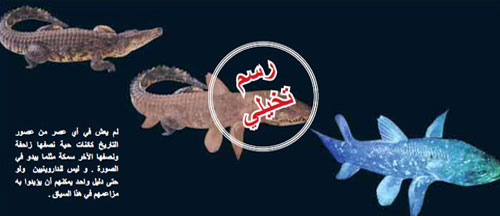 رسم
تخيلي
لم يعش في أي عصر من عصور
التاريخ كائنات حية نصفها زاحفة
ونصفها الآخر سمكة مثلما يبدو في
الصورة . و ليس للداروينيين ولو
حتى دليل واحد يمكنهم أن يؤيدوا به
مزاعمهم في هذا السياق .